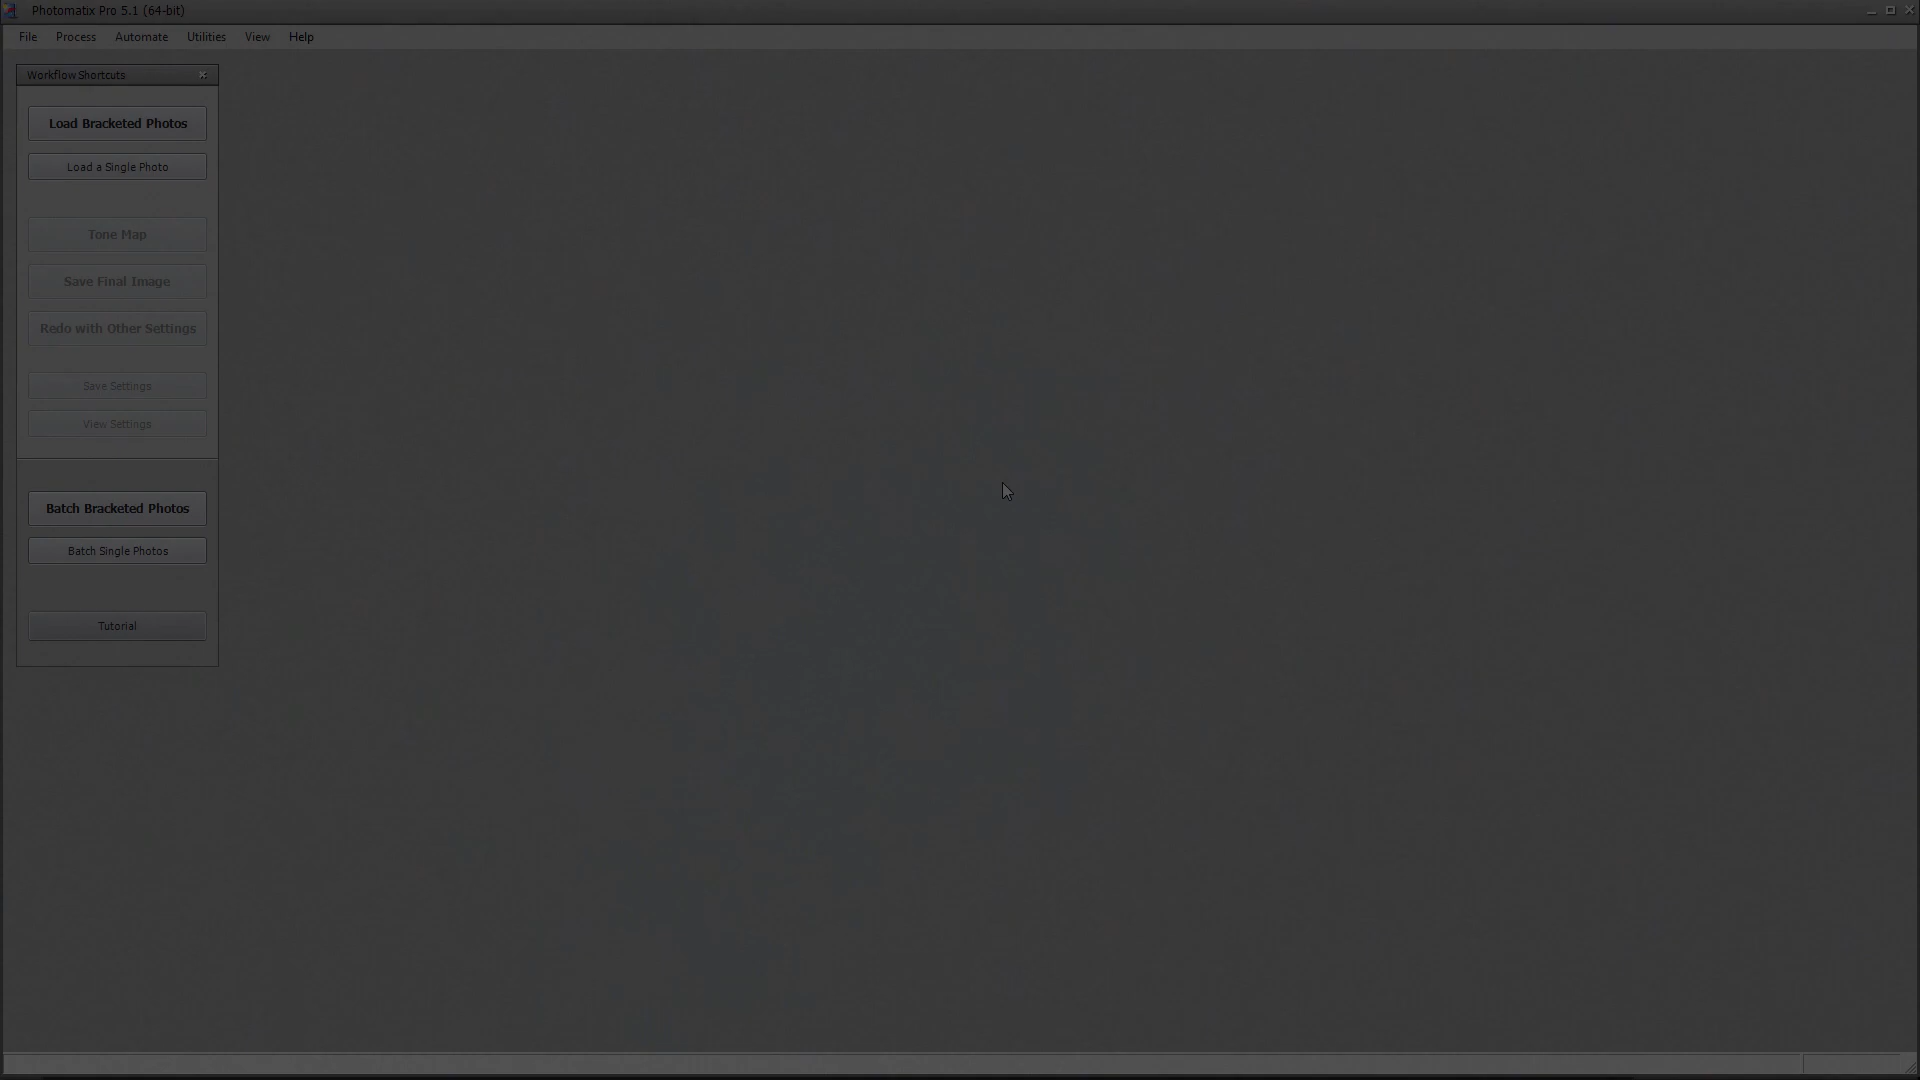 Photomatix Pro 5.1 (64-bit)
File Process Automate Utilities View Help
Workflow Shortcuts
Load Bracketed Photos
Load a Single Photo
Tone Map
Save Final Image
Redo with Other Settings
Save Settings
View Settings
Batch Bracketed Photos
Batch Single Photos
Tutorial